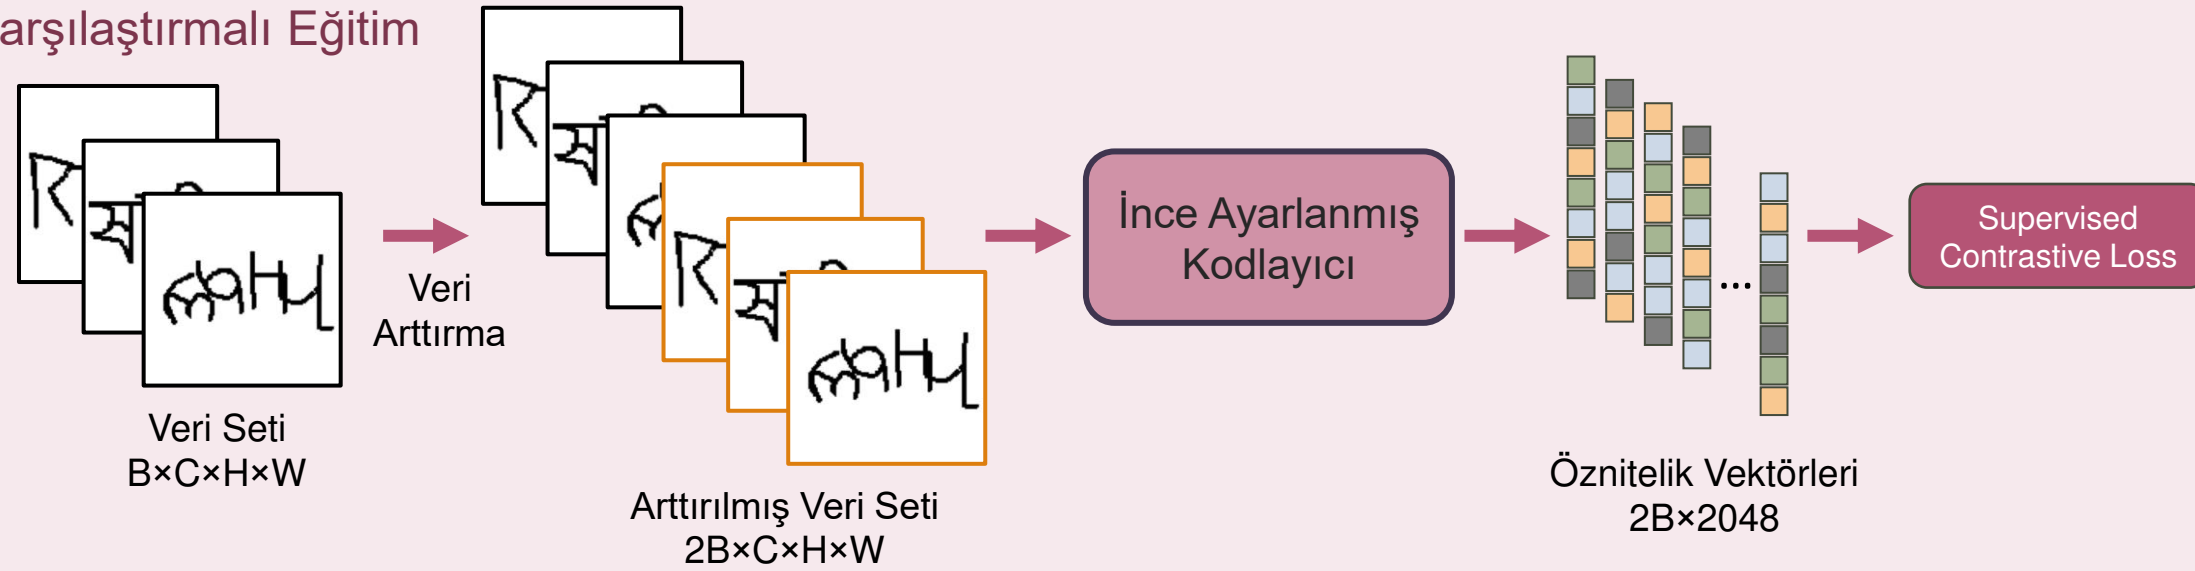 arşılaştırmalı Eğitim
Veri
Arttırma
Veri Seti
B×C×H×W
Arttırılmış Veri Seti
2B×C×H×W
İnce Ayarlanmış
Kodlayıcı
...
Öznitelik Vektörleri
2B×2048
Supervised
Contrastive Loss